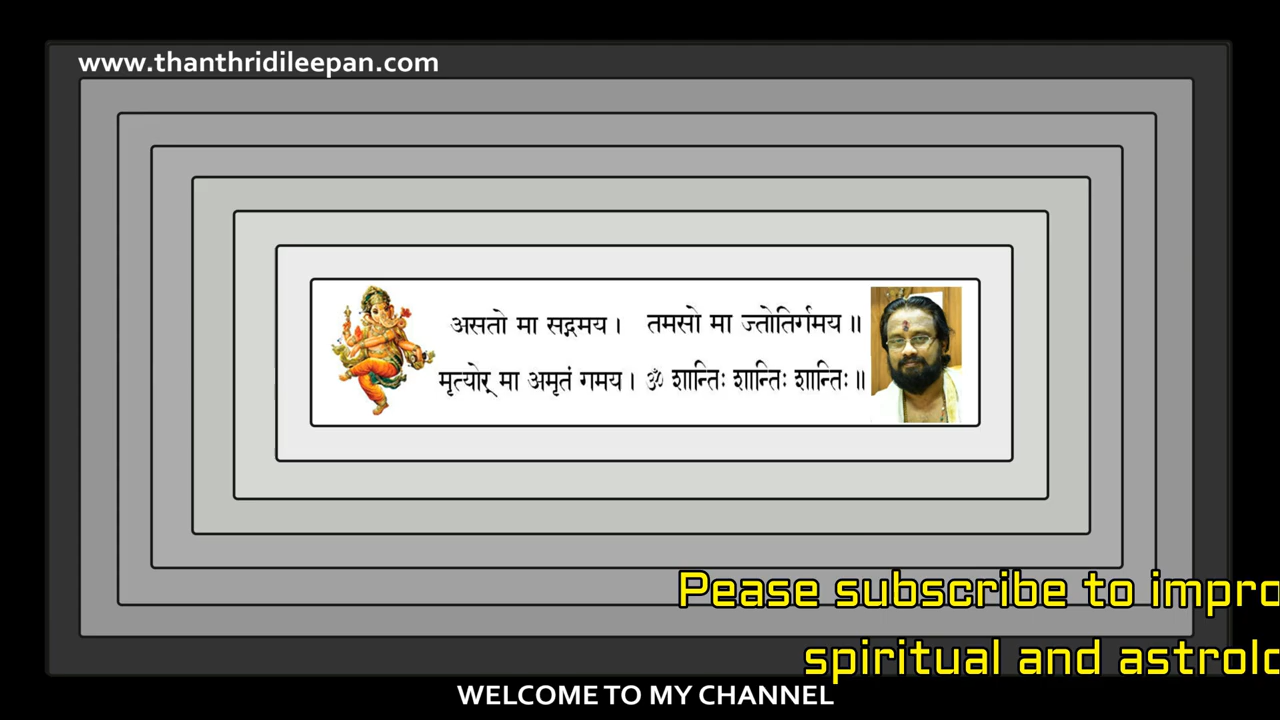 www.thanthridileepan.com
असतो मा सद्गमय। तमसो मा ज्तोतिर्गमय॥
मृत्योर् मा अमृतं गमय। ॐ शान्तिः शान्तिः शान्तिः॥
Pease subscribe to impro
spiritual and astrolo
WELCOME TO MY CHANNEL